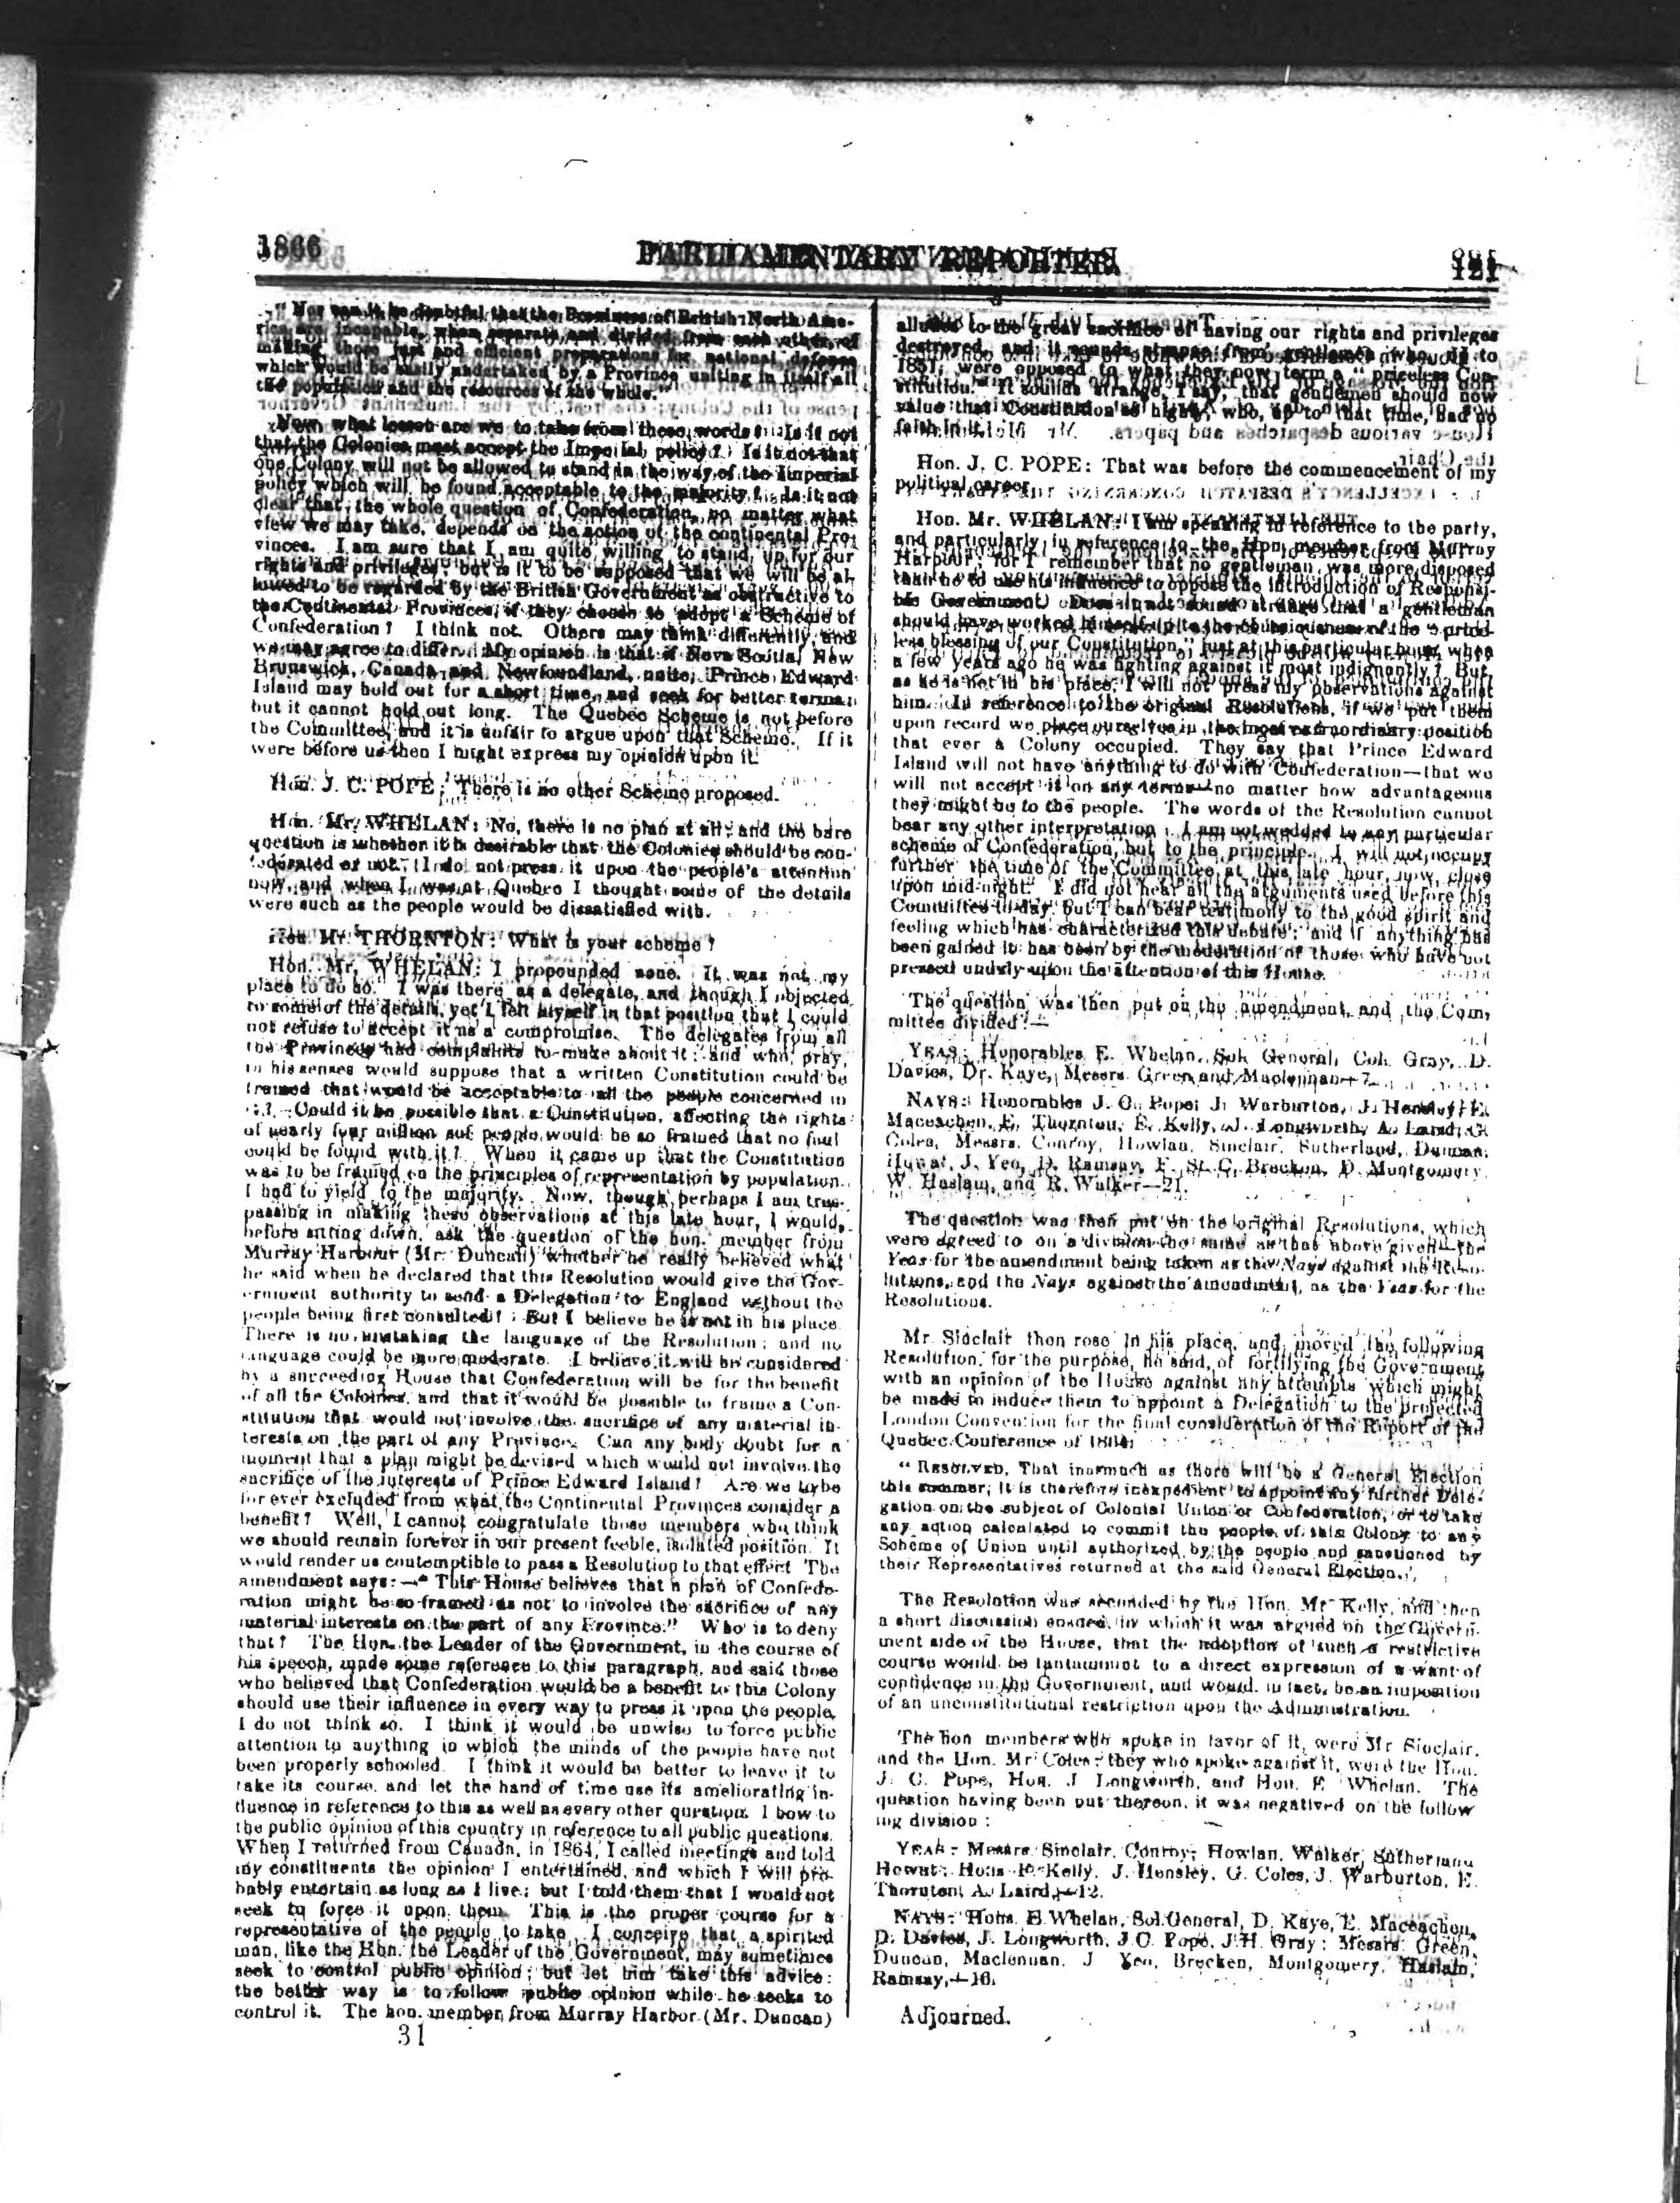 1866
PARLIAMENTARY REPORTER.
121
"Nor can it be doubtful that the Provinces of British North Ame-
rica are incapable, when separate and divided from each other, of
making those just and efficient preparations for national defence
which would be easily undertaken by a Province uniting in itself all
the population and the resources of the whole."
Now what lesson are we to take from these words? Is it not
that the Colonies must accept the Imperial policy? Is it not that
one Colony will not be allowed to stand in the way of the Imperial
policy which will be found acceptable to the majority? Is it not
clear that the whole question of Confederation, no matter what
view we may take, depends on the action of the continental Pro-
vinces. I am sure that I am quite willing to stand up for our
rights and privileges; but is it to be supposed that we will be al-
lowed to be regarded by the British Government as obstructive to
the Continental Provinces, if they choose to adopt a Scheme of
Confederation? I think not. Others may think differently, and
we may agree to differ. My opinion is that if Nova Scotia, New
Brunswick, Canada and Newfoundland, unite, Prince Edward
Island may hold out for a short time, and seek for better terms;
but it cannot hold out long. The Quebec Scheme is not before
the Committee, and it is unfair to argue upon that Scheme. If it
were before us then I might express my opinion upon it.
Hon. J. C. POPE: There is no other Scheme proposed.
Hon. Mr. WHELAN: No, there is no plan at all; and the bare
question is whether it is desirable that the Colonies should be con-
federated or not. I do not press it upon the people's attention
now, and when I was at Quebec I thought some of the details
were such as the people would be dissatisfied with.
Hon. Mr. THORNTON: What is your scheme?
Hon. Mr. WHELAN: I propounded none. It was not my
place to do so. I was there as a delegate, and though I objected
to some of the details, yet I felt myself in that position that I could
not refuse to accept it as a compromise. The delegates from all
the Provinces had complaints to make about it; and who, pray,
in his senses would suppose that a written Constitution could be
framed that would be acceptable to all the people concerned in
it? Could it be possible that a Constitution, affecting the rights
of nearly four million of people would be so framed that no fault
could be found with it? When it came up that the Constitution
was to be framed on the principles of representation by population,
I had to yield to the majority. Now, though perhaps I am tres-
passing in making these observations at this late hour, I would,
before sitting down, ask the question of the hon. member from
Murray Harbour (Mr. Duncan) whether he really believed what
he said when he declared that this Resolution would give the Gov-
ernment authority to send a Delegation to England without the
people being first consulted? But I believe he is not in his place.
There is no mistaking the language of the Resolution; and no
language could be more moderate. I believe it will be considered
by a succeeding House that Confederation will be for the benefit
of all the Colonies, and that it would be possible to frame a Con-
stitution that would not involve the sacrifice of any material in-
terests on the part of any Province. Can any body doubt for a
moment that a plan might be devised which would not involve the
sacrifice of the interests of Prince Edward Island? Are we to be
for ever excluded from what the Continental Provinces consider a
benefit? Well, I cannot congratulate those members who think
we should remain forever in our present feeble, isolated position. It
would render us contemptible to pass a Resolution to that effect. The
amendment says:—"This House believes that a plan of Confede-
ration might be so framed as not to involve the sacrifice of any
material interests on the part of any Province." Who is to deny
that? The Hon. the Leader of the Government, in the course of
his speech, made some reference to this paragraph, and said those
who believed that Confederation would be a benefit to this Colony
should use their influence in every way to press it upon the people.
I do not think so. I think it would be unwise to force public
attention to anything in which the minds of the people have not
been properly schooled. I think it would be better to leave it to
take its course, and let the hand of time use its ameliorating in-
fluence in reference to this as well as every other question. I bow to
the public opinion of this country in reference to all public questions.
When I returned from Canada, in 1864, I called meetings and told
my constituents the opinion I entertained, and which I will pro-
bably entertain as long as I live; but I told them that I would not
seek to force it upon them. This is the proper course for a
representative of the people to take. I conceive that a spirited
man, like the Hon. the Leader of the Government, may sometimes
seek to control public opinion; but let him take this advice:
the better way is to follow public opinion while he seeks to
control it. The hon. member from Murray Harbor (Mr. Duncan)
31
alluded to the great sacrifice of having our rights and privileges
destroyed, and it sounds strange from gentlemen who, up to
1851, were opposed to what they now term a "priceless Con-
stitution." It sounds strange, I say, that gentlemen should now
value that Constitution so highly, who, up to that time, had no
faith in it.
Hon. J. C. POPE: That was before the commencement of my
political career.
Hon. Mr. WHELAN: I am speaking in reference to the party,
and particularly in reference to the Hon. member from Murray
Harbour; for I remember that no gentleman was more disposed
than he to use his influence to oppose the introduction of Responsi-
ble Government. Does it not sound strange that a gentleman
should have worked himself up to the of the "price-
less blessing of our Constitution," just at this particular hour when
a few years ago he was fighting against it most indignantly? But,
as he is not in his place, I will not press my observations against
him. In reference to the original Resolutions, if we put them
upon record we place ourselves in the most extraordinary position
that ever a Colony occupied. They say that Prince Edward
Island will not have anything to do with Confederation—that we
will not accept it on any terms—no matter how advantageous
they might be to the people. The words of the Resolution cannot
bear any other interpretation. I am not wedded to any particular
scheme of Confederation, but to the principle. I will not occupy
further the time of the Committee at this late hour, now, close
upon mid-night. I did not hear all the arguments used before this
Committee to-day, but I can bear testimony to the good spirit and
feeling which has characterized this debate; and if anything has
been gained it has been by the moderation of those who have not
pressed unduly upon the attention of this House.
The question was then put on the amendment, and the Com-
mittee divided:—
YEAS: Honorables E. Whelan, Sol. General, Col. Gray, D.
Davies, Dr. Kaye, Messrs. Green and Maclennan—7.
NAYS: Honorables J. C. Pope, J. Warburton, J. Hensley, E.
Maceachen, E. Thornton, E. Kelly, J. Longworth, A. Laird, G.
Coles, Messrs. Conroy, Howlan, Sinclair, Sutherland, Duncan,
Howat, J. Yeo, D. Ramsay, F. St. C. Brecken, D. Montgomery,
W. Haslam, and R. Walker—21.
The question was then put on the original Resolutions, which
were agreed to on a division the same as that above given—the
Yeas for the amendment being taken as the Nays against the Reso-
lutions, and the Nays against the amendment, as the Yeas for the
Resolutions.
Mr. Sinclair then rose in his place, and moved the following
Resolution, for the purpose, he said, of fortifying the Government
with an opinion of the House against any attempts which might
be made to induce them to appoint a Delegation to the projected
London Convention for the final consideration of the Report of the
Quebec Conference of 1864:
"RESOLVED, That inasmuch as there will be a General Election
this summer, it is therefore inexpedient to appoint any further Dele-
gation on the subject of Colonial Union or Confederation, or to take
any action calculated to commit the people of this Colony to any
Scheme of Union until authorized by the people and sanctioned by
their Representatives returned at the said General Election."
The Resolution was seconded by the Hon. Mr Kelly, and then
a short discussion ensued, in which it was argued on the Govern-
ment side of the House, that the adoption of such a restrictive
course would be tantamount to a direct expression of a want of
confidence in the Government, and would, in fact, be an imposition
of an unconstitutional restriction upon the Administration.
The hon members who spoke in favor of it, were Mr Sinclair,
and the Hon. Mr Coles; they who spoke against it, were the Hon.
J. C. Pope, Hon. J Longworth, and Hon. E Whelan. The
question having been put thereon, it was negatived on the follow
ing division:
YEAS: Messrs Sinclair, Conroy, Howlan, Walker, Sutherland
Howat; Hons E. Kelly, J. Hensley, G. Coles, J. Warburton, E.
Thornton, A. Laird,—12.
NAYS: Hons. E Whelan, Sol. General, D. Kaye, E. Maceachen,
D. Davies, J. Longworth, J.C. Pope, J.H. Gray; Messrs. Green,
Duncan, Maclennan, J Yeo, Brecken, Montgomery, Haslam,
Ramsay,—16.
Adjourned.